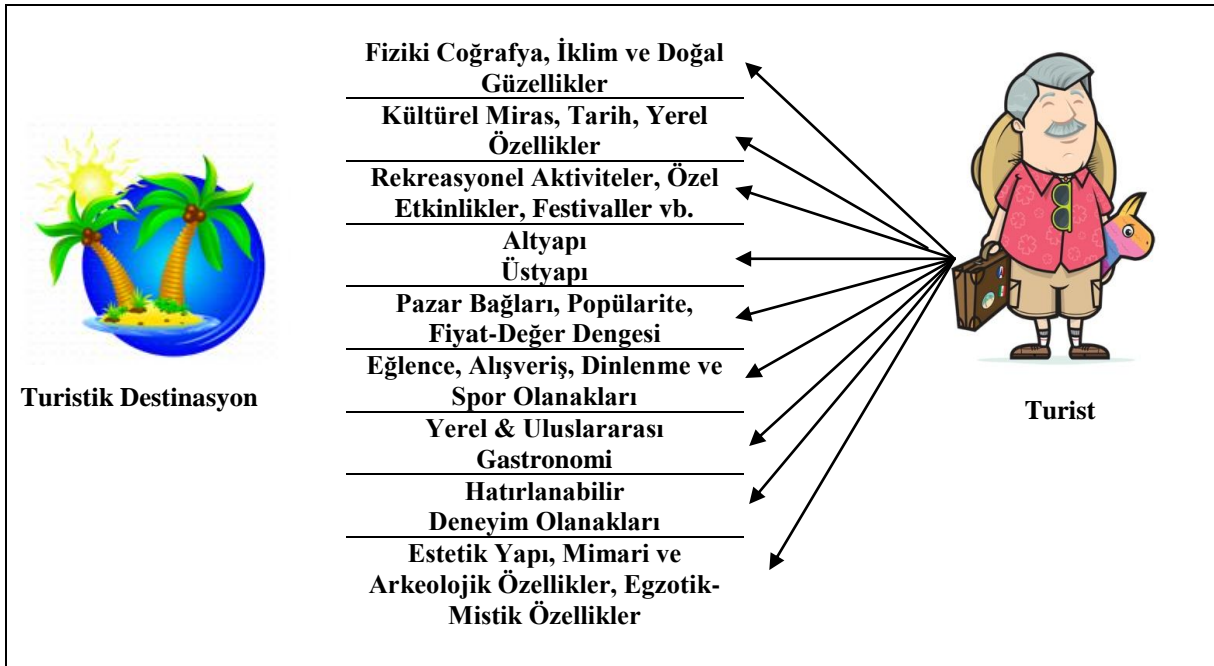 Fiziki Coğrafya, İklim ve Doğal
Güzellikler
Kültürel Miras, Tarih, Yerel
Özellikler
Rekreasyonel Aktiviteler, Özel
Etkinlikler, Festivaller vb.
Altyapı
Üstyapı
Pazar Bağları, Popülarite,
Fiyat-Değer Dengesi
Eğlence, Alışveriş, Dinlenme ve
Spor Olanakları
Yerel & Uluslararası
Gastronomi
Hatırlanabilir
Deneyim Olanakları
Estetik Yapı, Mimari ve
Arkeolojik Özellikler, Egzotik-
Mistik Özellikler
Turistik Destinasyon
Turist